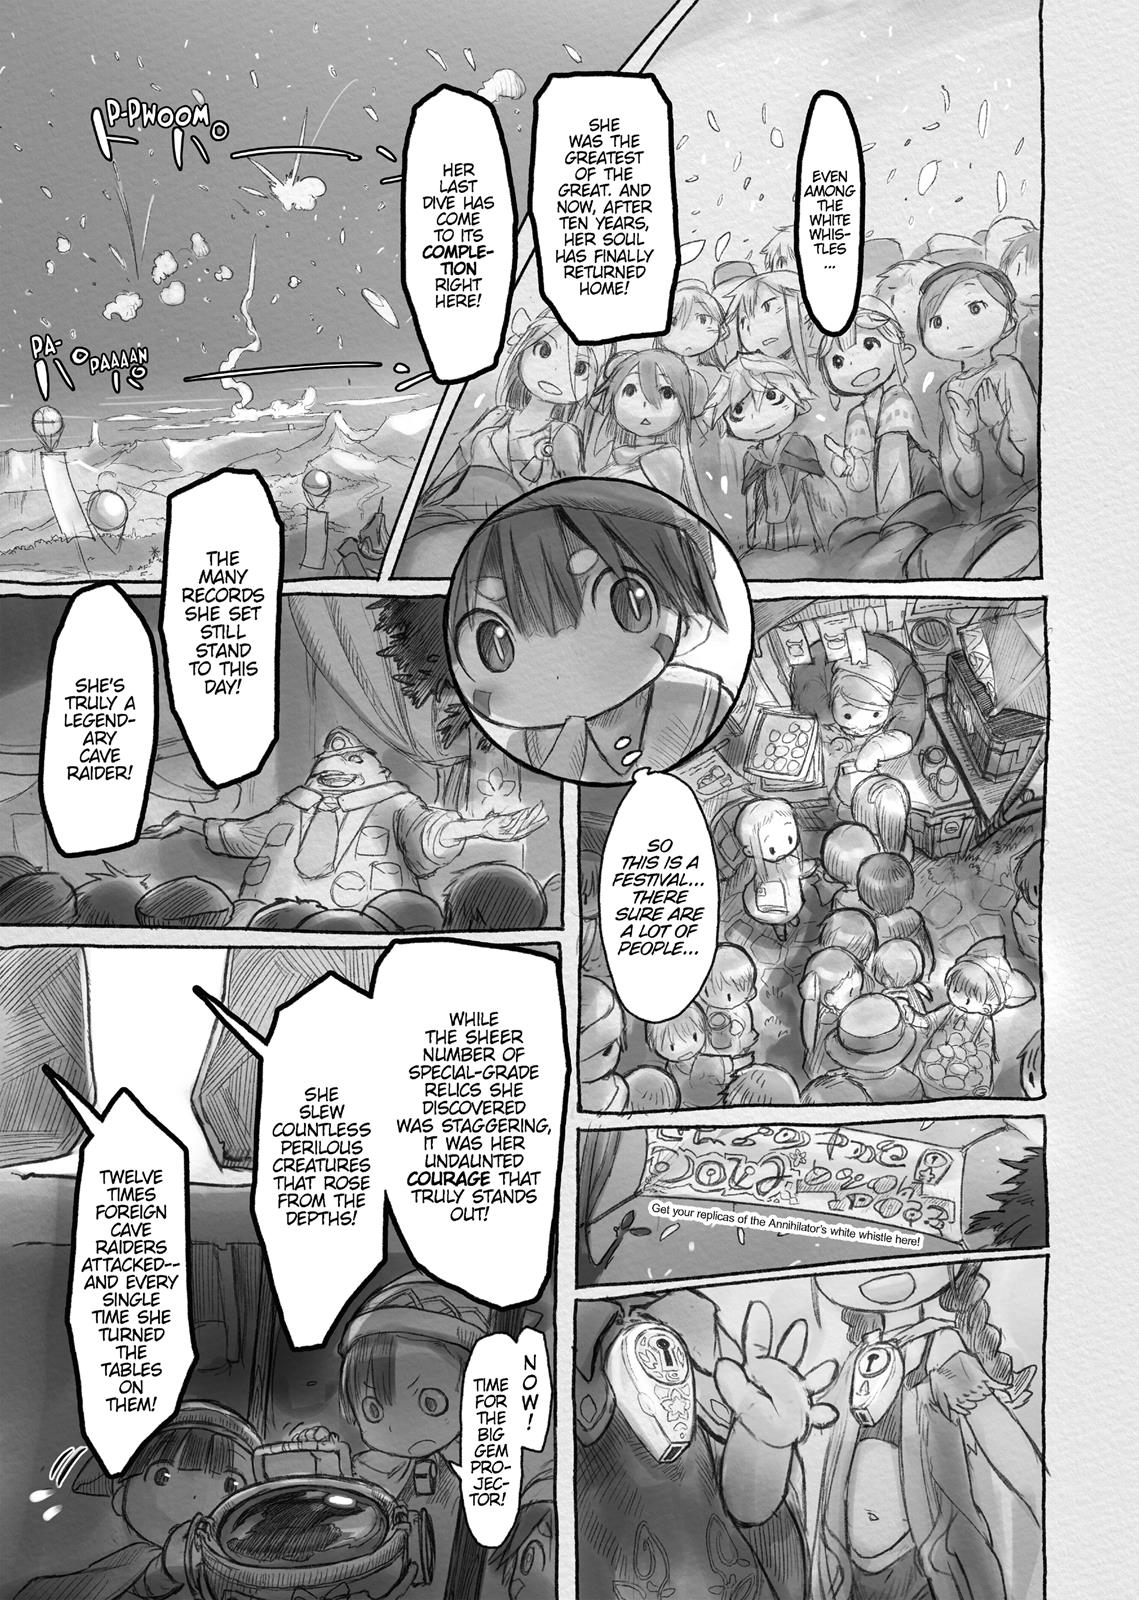 EVEN
AMONG
THE
WHITE
WHIS-
TLES
...
SHE
WAS THE
GREATEST
OF THE
GREAT. AND
NOW, AFTER
TEN YEARS,
HER SOUL
HAS FINALLY
RETURNED
HOME!
HER
LAST
DIVE HAS
COME
TO ITS
COMPLE-
TION
RIGHT
HERE!
P-PWOOM
PA-
PAAAAN
THE
MANY
RECORDS
SHE SET
STILL
STAND
TO THIS
DAY!
SHE'S
TRULY A
LEGEND-
ARY
CAVE
RAIDER!
SO
THIS IS A
FESTIVAL...
THERE
SURE ARE
A LOT OF
PEOPLE...
Get your replicas of the Annihilator's white whistle here!
WHILE
THE SHEER
NUMBER OF
SPECIAL-GRADE
RELICS SHE
DISCOVERED
WAS STAGGERING,
IT WAS HER
UNDAUNTED
COURAGE THAT
TRULY STANDS
OUT!
SHE
SLEW
COUNTLESS
PERILOUS
CREATURES
THAT ROSE
FROM THE
DEPTHS!
TWELVE
TIMES
FOREIGN
CAVE
RAIDERS
ATTACKED--
AND EVERY
SINGLE
TIME SHE
TURNED
THE
TABLES
ON
THEM!
NOW!
TIME
FOR
THE
BIG
GEM
PRO-
JEC-
TOR!